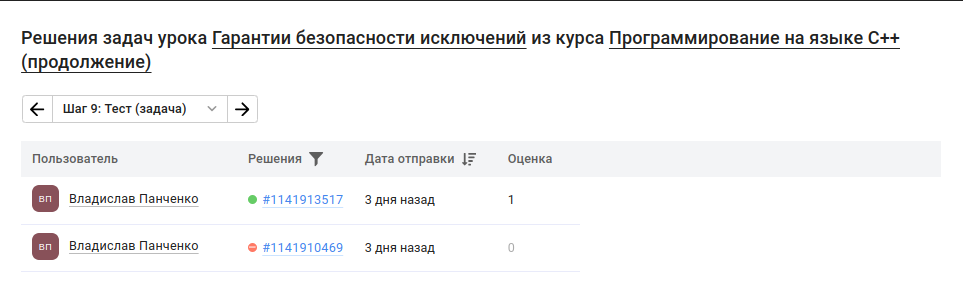 Решения задач урока Гарантии безопасности исключений из курса Программирование на языке C++
(продолжение)
Шаг 9: Тест (задача)
Пользователь Решения Дата отправки Оценка
ВП Владислав Панченко #1141913517 3 дня назад 1
ВП Владислав Панченко #1141910469 3 дня назад 0